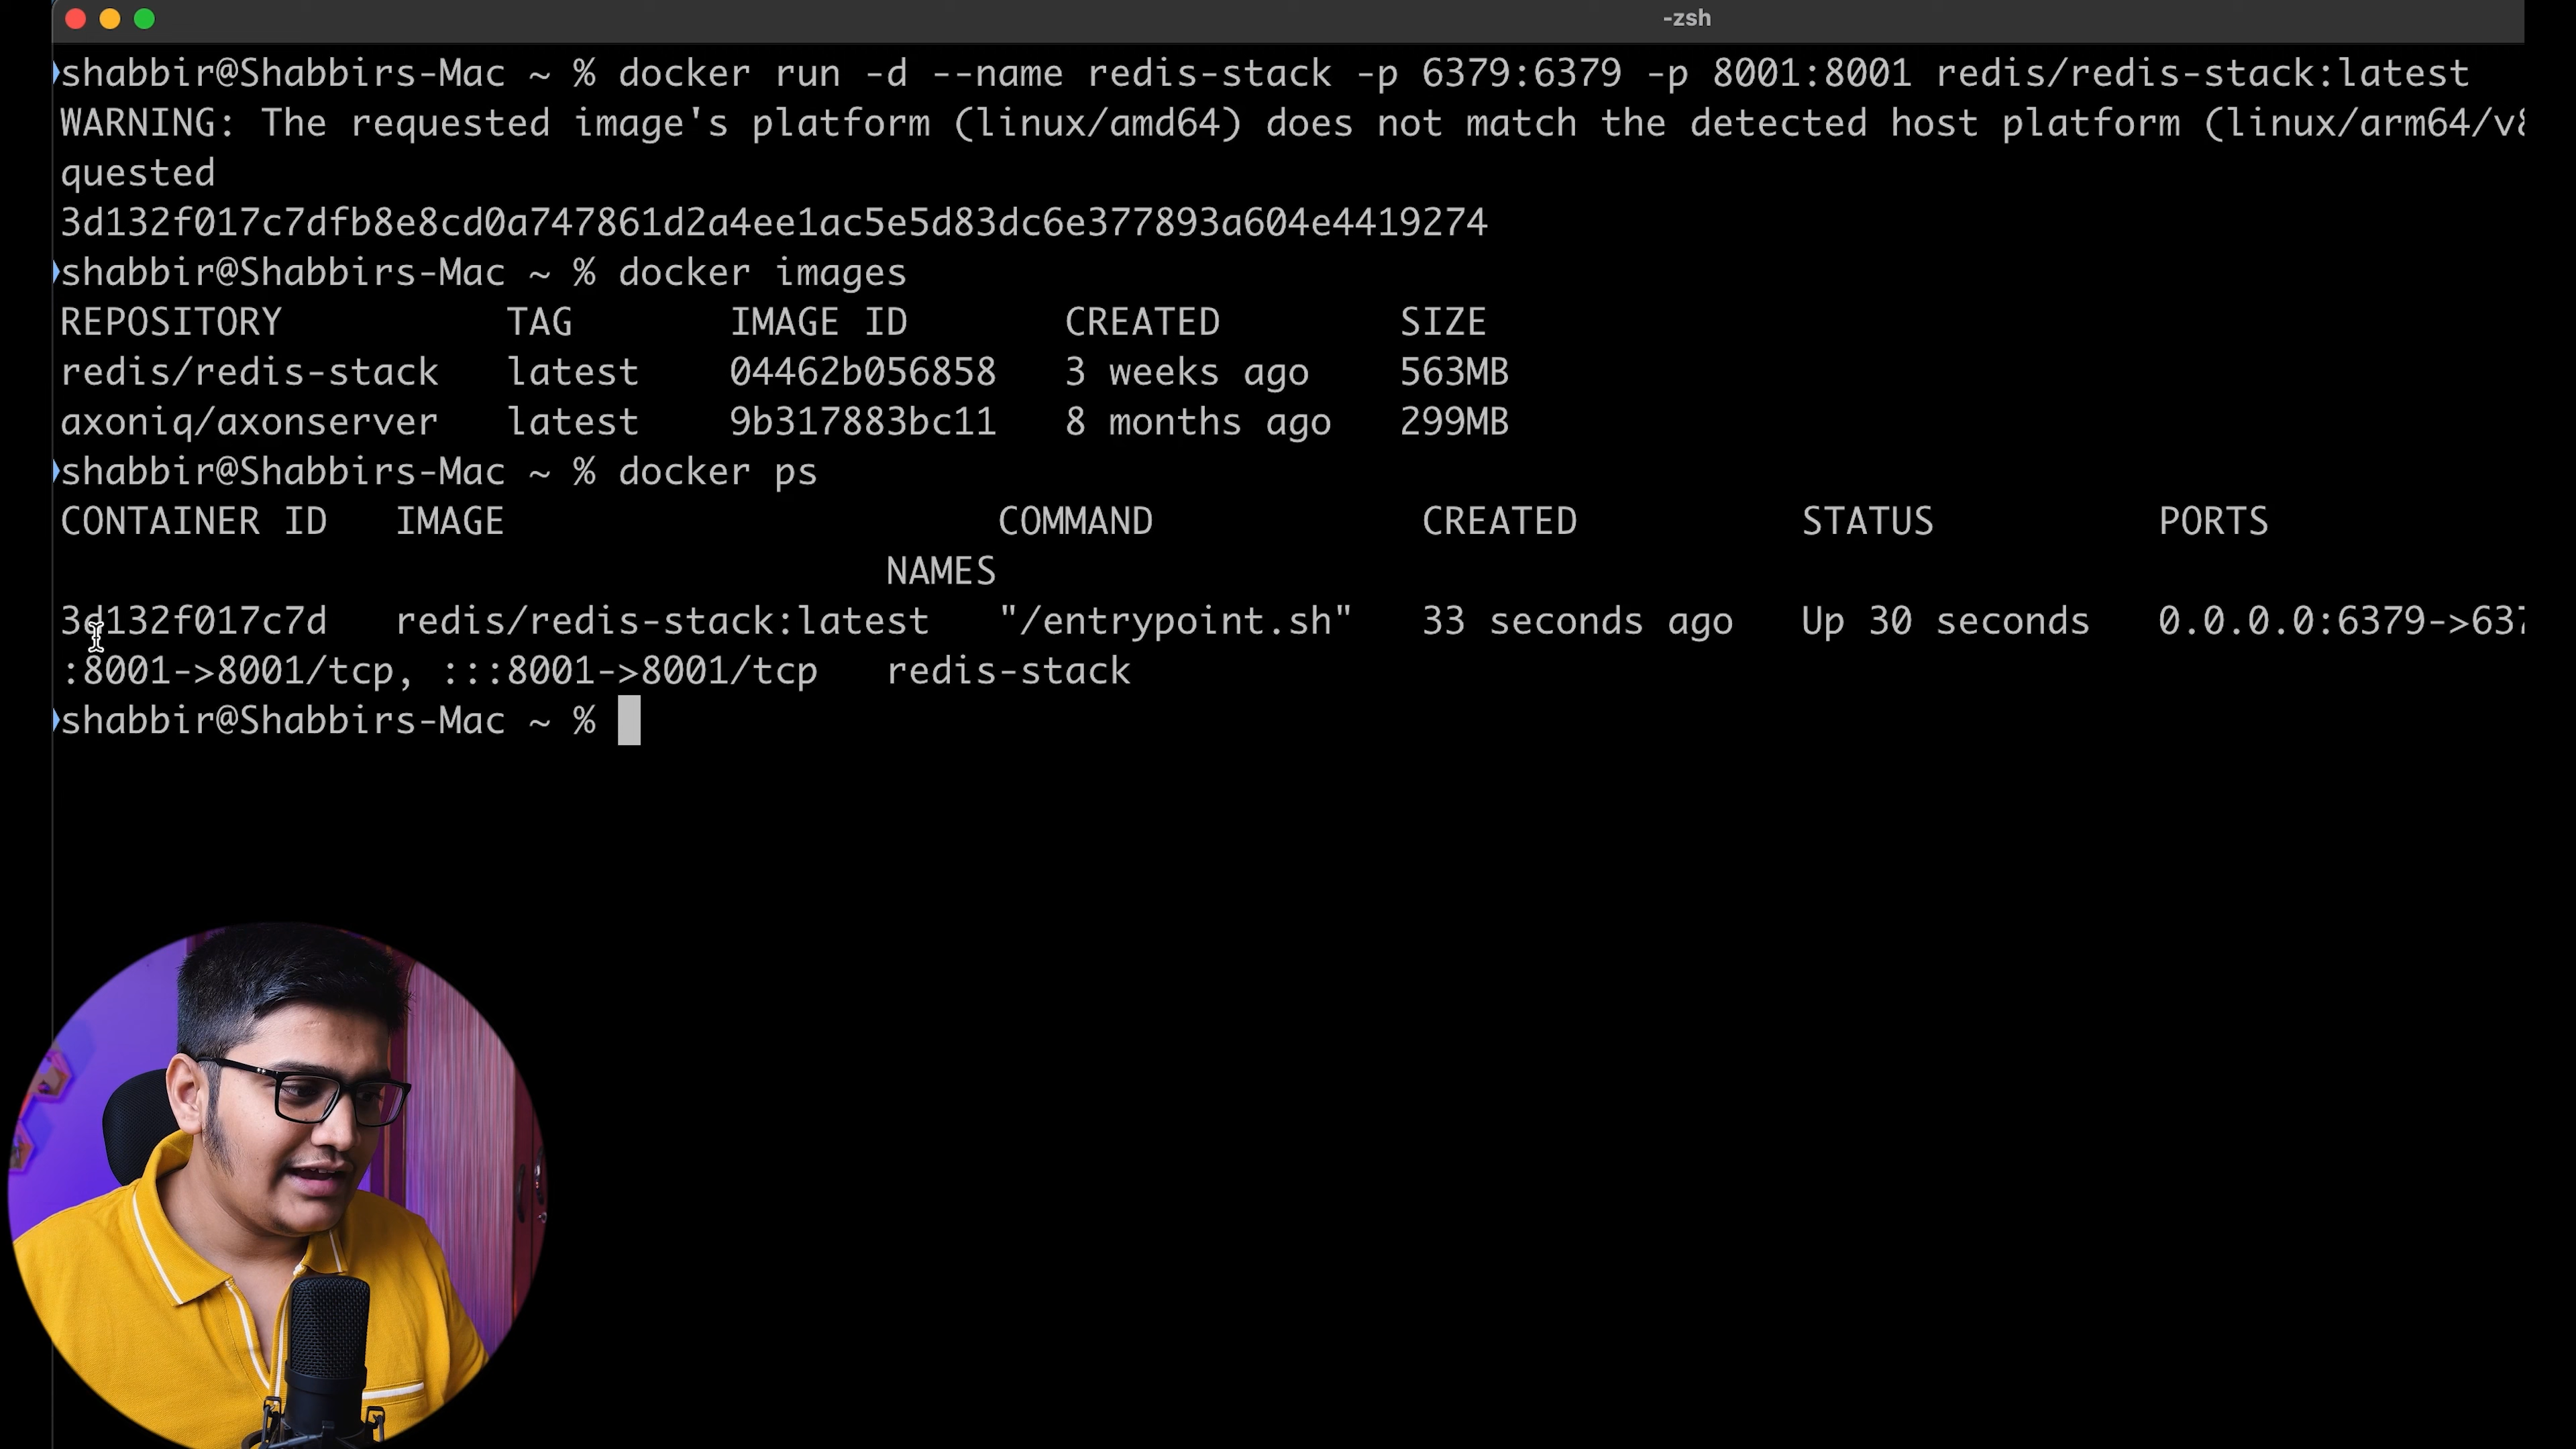 -zsh
shabbir@Shabbirs-Mac ~ % docker run -d --name redis-stack -p 6379:6379 -p 8001:8001 redis/redis-stack:latest
WARNING: The requested image's platform (linux/amd64) does not match the detected host platform (linux/arm64/v8
quested
3d132f017c7dfb8e8cd0a747861d2a4ee1ac5e5d83dc6e377893a604e4419274
shabbir@Shabbirs-Mac ~ % docker images
REPOSITORY TAG IMAGE ID CREATED SIZE
redis/redis-stack latest 04462b056858 3 weeks ago 563MB
axoniq/axonserver latest 9b317883bc11 8 months ago 299MB
shabbir@Shabbirs-Mac ~ % docker ps
CONTAINER ID IMAGE COMMAND CREATED STATUS PORTS
NAMES
3d132f017c7d redis/redis-stack:latest "/entrypoint.sh" 33 seconds ago Up 30 seconds 0.0.0.0:6379->637
:8001->8001/tcp, :::8001->8001/tcp redis-stack
shabbir@Shabbirs-Mac ~ %